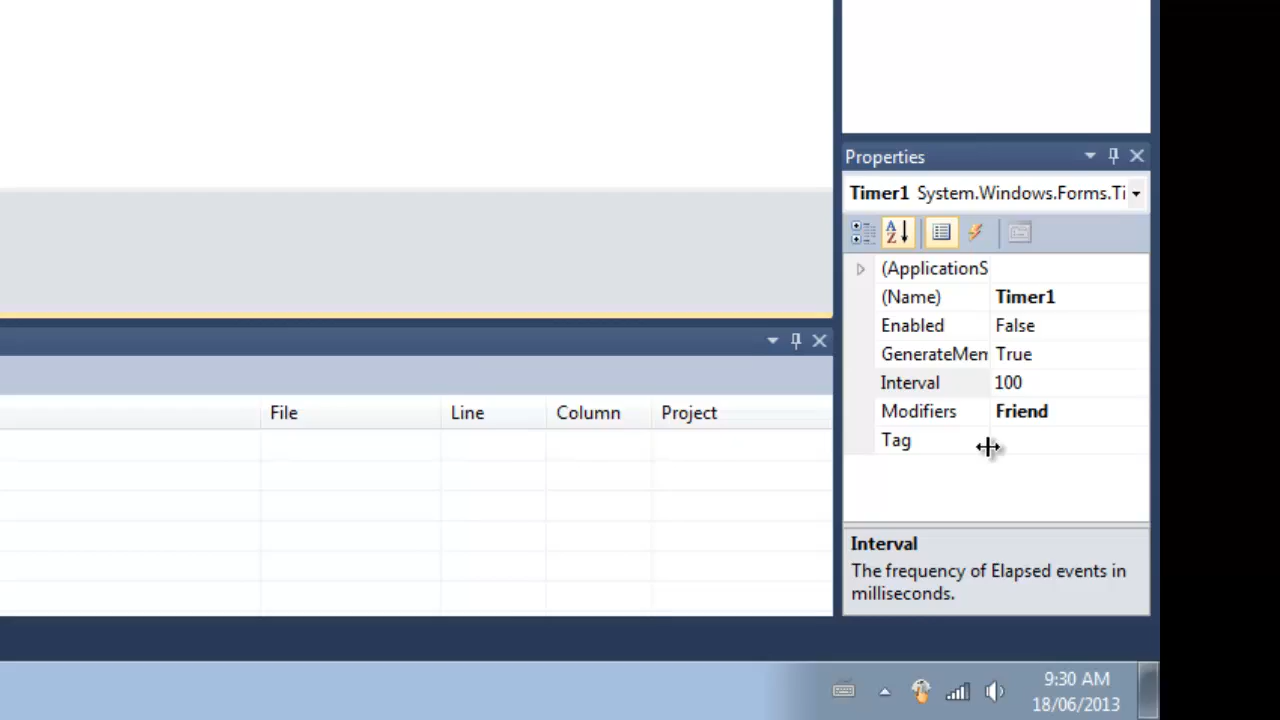 Properties
Timer1 System.Windows.Forms.Ti
(ApplicationS
(Name) Timer1
Enabled False
GenerateMen True
Interval 100
Modifiers Friend
Tag
File Line Column Project
Interval
The frequency of Elapsed events in
milliseconds.
9:30 AM
18/06/2013